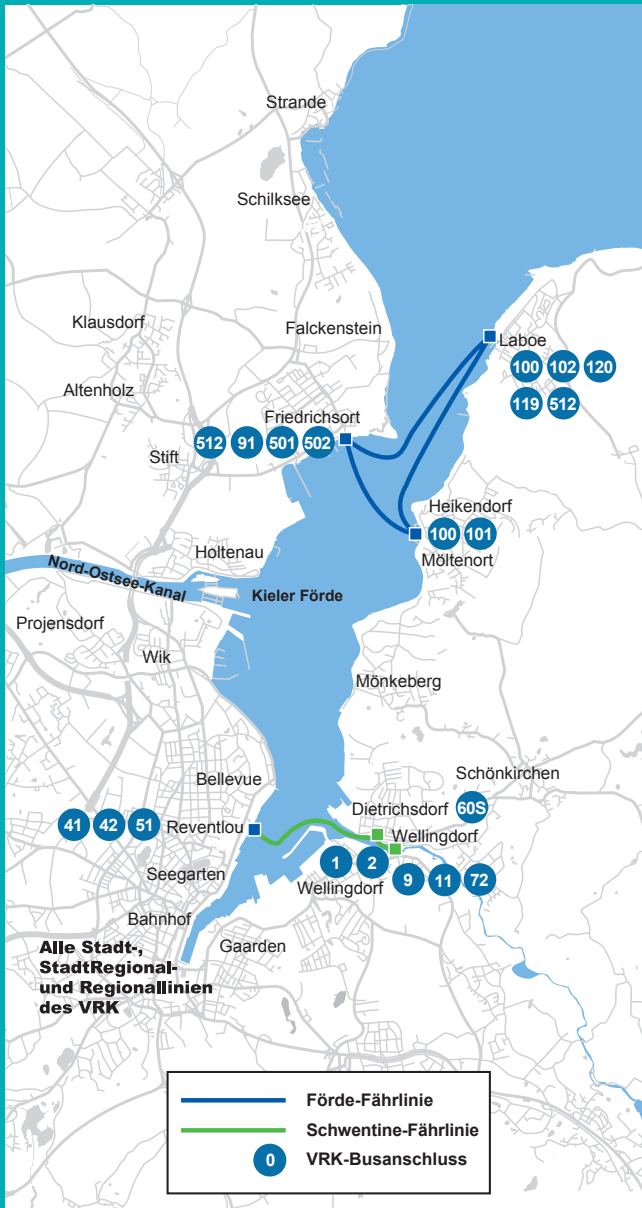 Strande
Schilksee
Klausdorf
Falckenstein
Laboe
100 102 120
119 512
Altenholz
Friedrichsort
512 91 501 502
Stift
Heikendorf
100 101
Möltenort
Holtenau
Nord-Ostsee-Kanal
Kieler Förde
Projensdorf
Wik
Mönkeberg
Bellevue
Schönkirchen
Dietrichsdorf
60S
41 42 51
Reventlou
Wellingdorf
1 2
Wellingdorf
9 11 72
Seegarten
Bahnhof
Gaarden
Alle Stadt-,
StadtRegional-
und Regionallinien
des VRK
Förde-Fährlinie
Schwentine-Fährlinie
0 VRK-Busanschluss